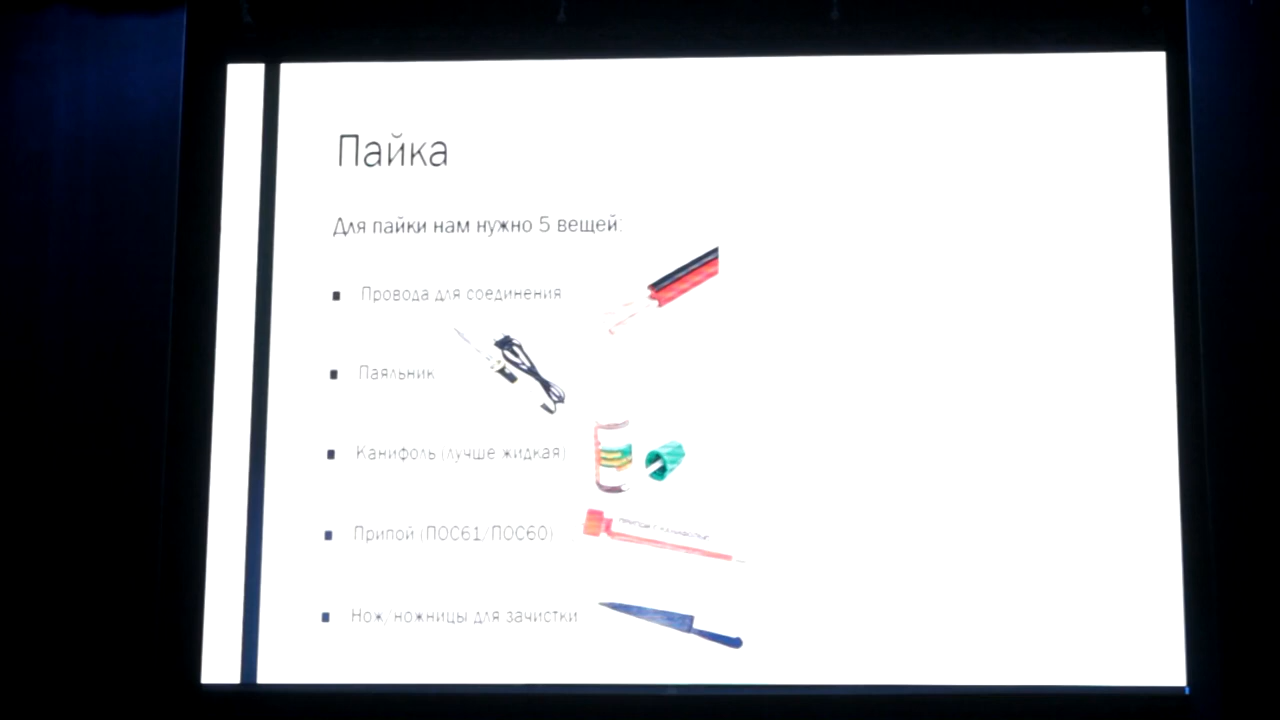 Пайка
Для пайки нам нужно 5 вещей:
Провода для соединения
Паяльник
Канифоль (лучше жидкая)
Припой (ПОС61/ПОС60)
Нож/ножницы для зачистки